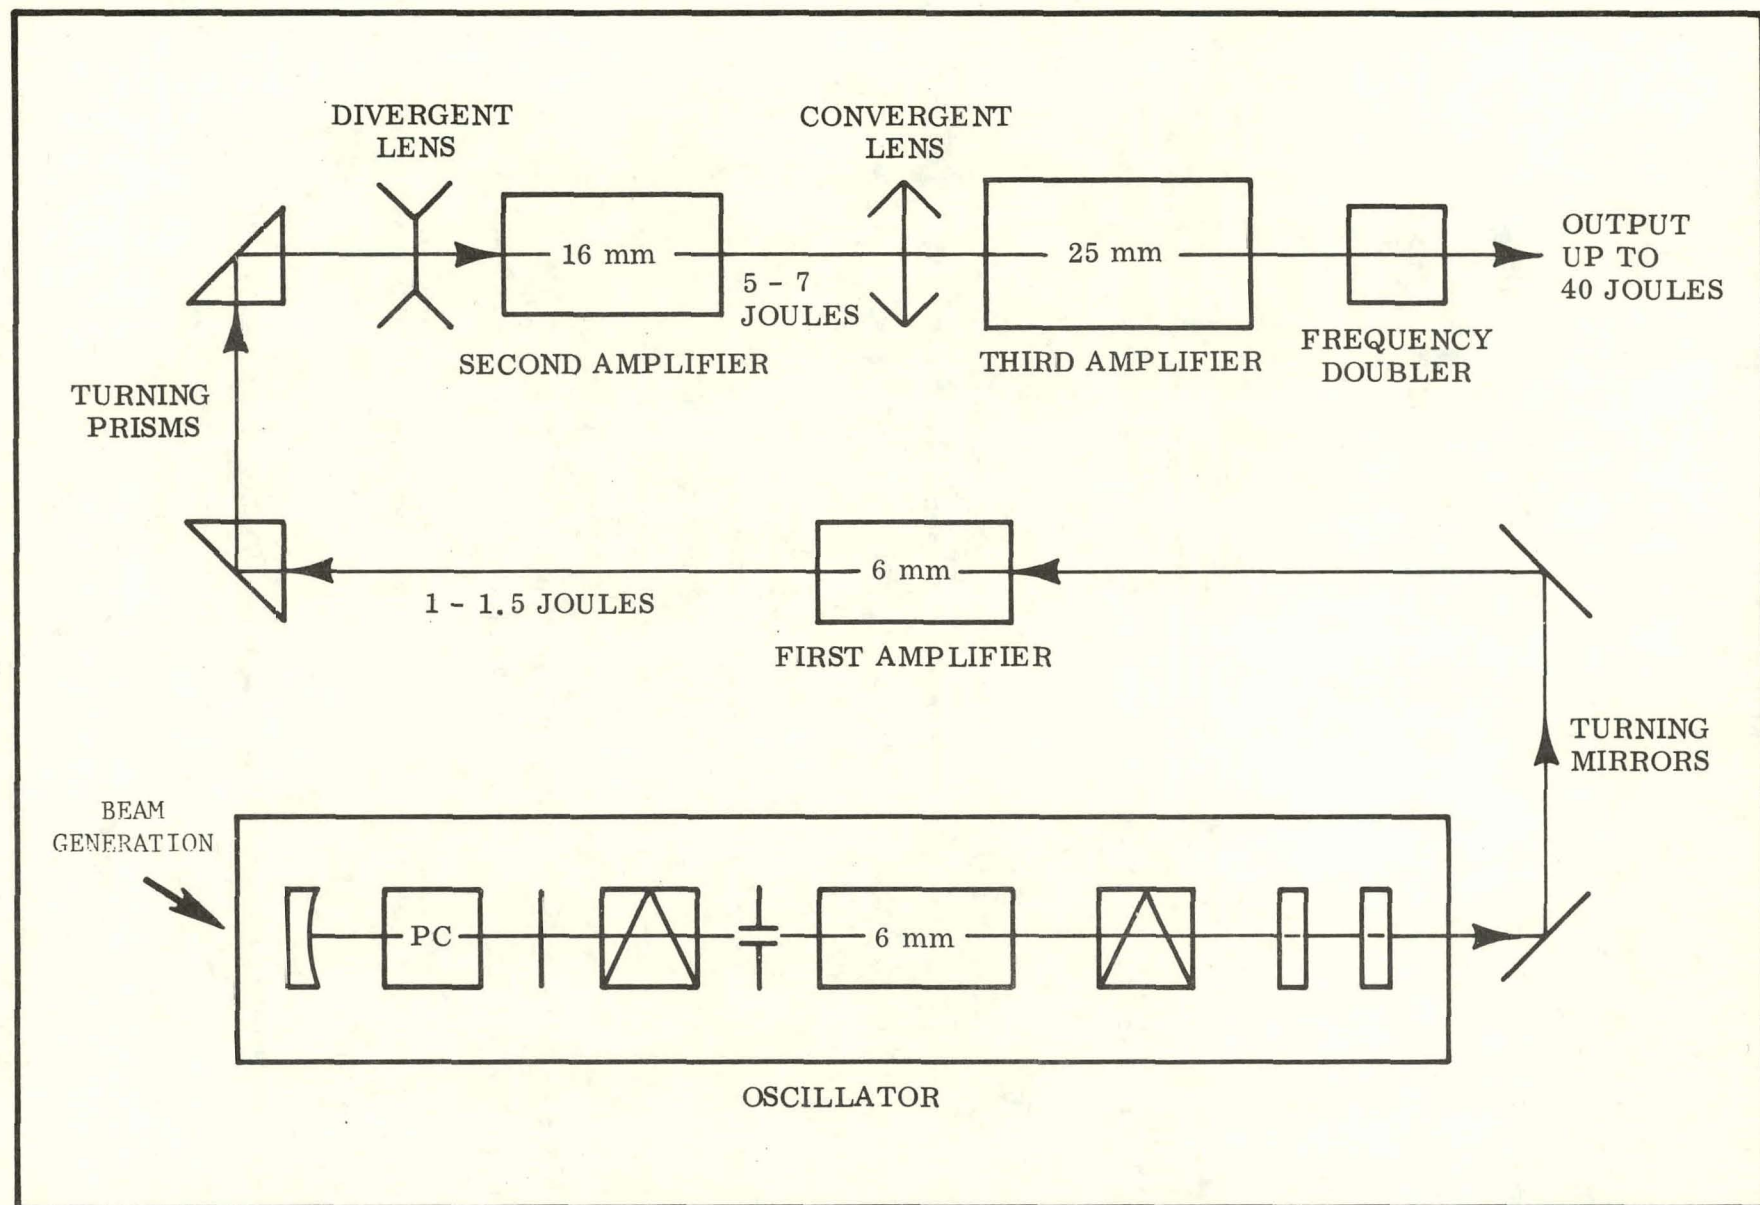 DIVERGENT
LENS
CONVERGENT
LENS
16 mm
5 - 7
JOULES
25 mm
OUTPUT
UP TO
40 JOULES
SECOND AMPLIFIER
THIRD AMPLIFIER
FREQUENCY
DOUBLER
TURNING
PRISMS
6 mm
1 - 1.5 JOULES
FIRST AMPLIFIER
TURNING
MIRRORS
BEAM
GENERATION
PC
6 mm
OSCILLATOR